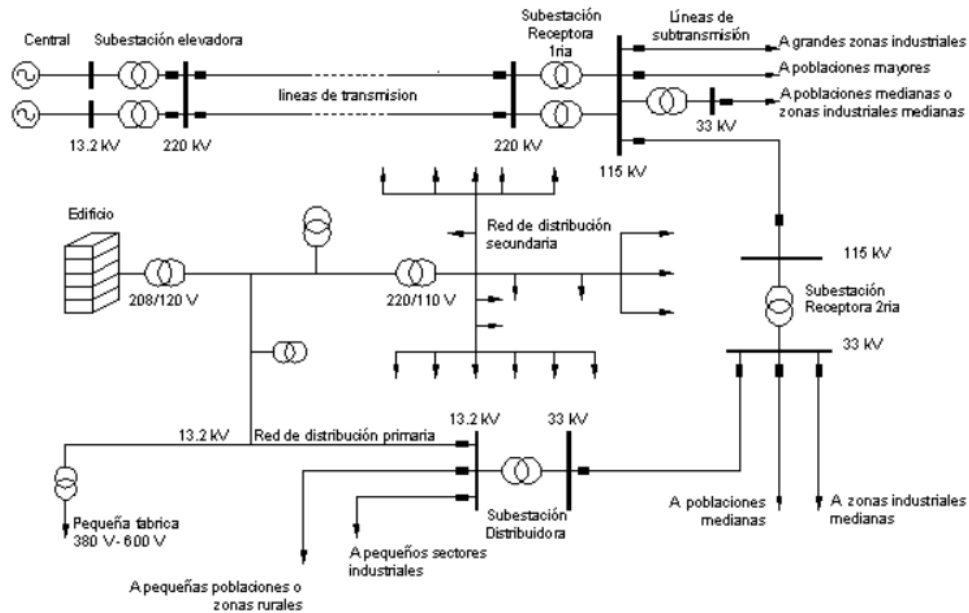 Central
Subestación elevadora
Subestación
Receptora
1ria
Líneas de
subtransmisión
A grandes zonas industriales
A poblaciones mayores
A poblaciones medianas o
zonas industriales medianas
lineas de transmision
13.2 kV
220 kV
220 kV
33 kV
115 kV
Edificio
Red de distribución
secundaria
208/120 V
220/110 V
115 kV
Subestación
Receptora 2ria
33 kV
13.2 kV
Red de distribución primaria
13.2 kV
33 kV
Pequeña fabrica
380 V- 600 V
Subestación
Distribuidora
A poblaciones
medianas
A zonas industriales
medianas
A pequeños sectores
industriales
A pequeñas poblaciones o
zonas rurales